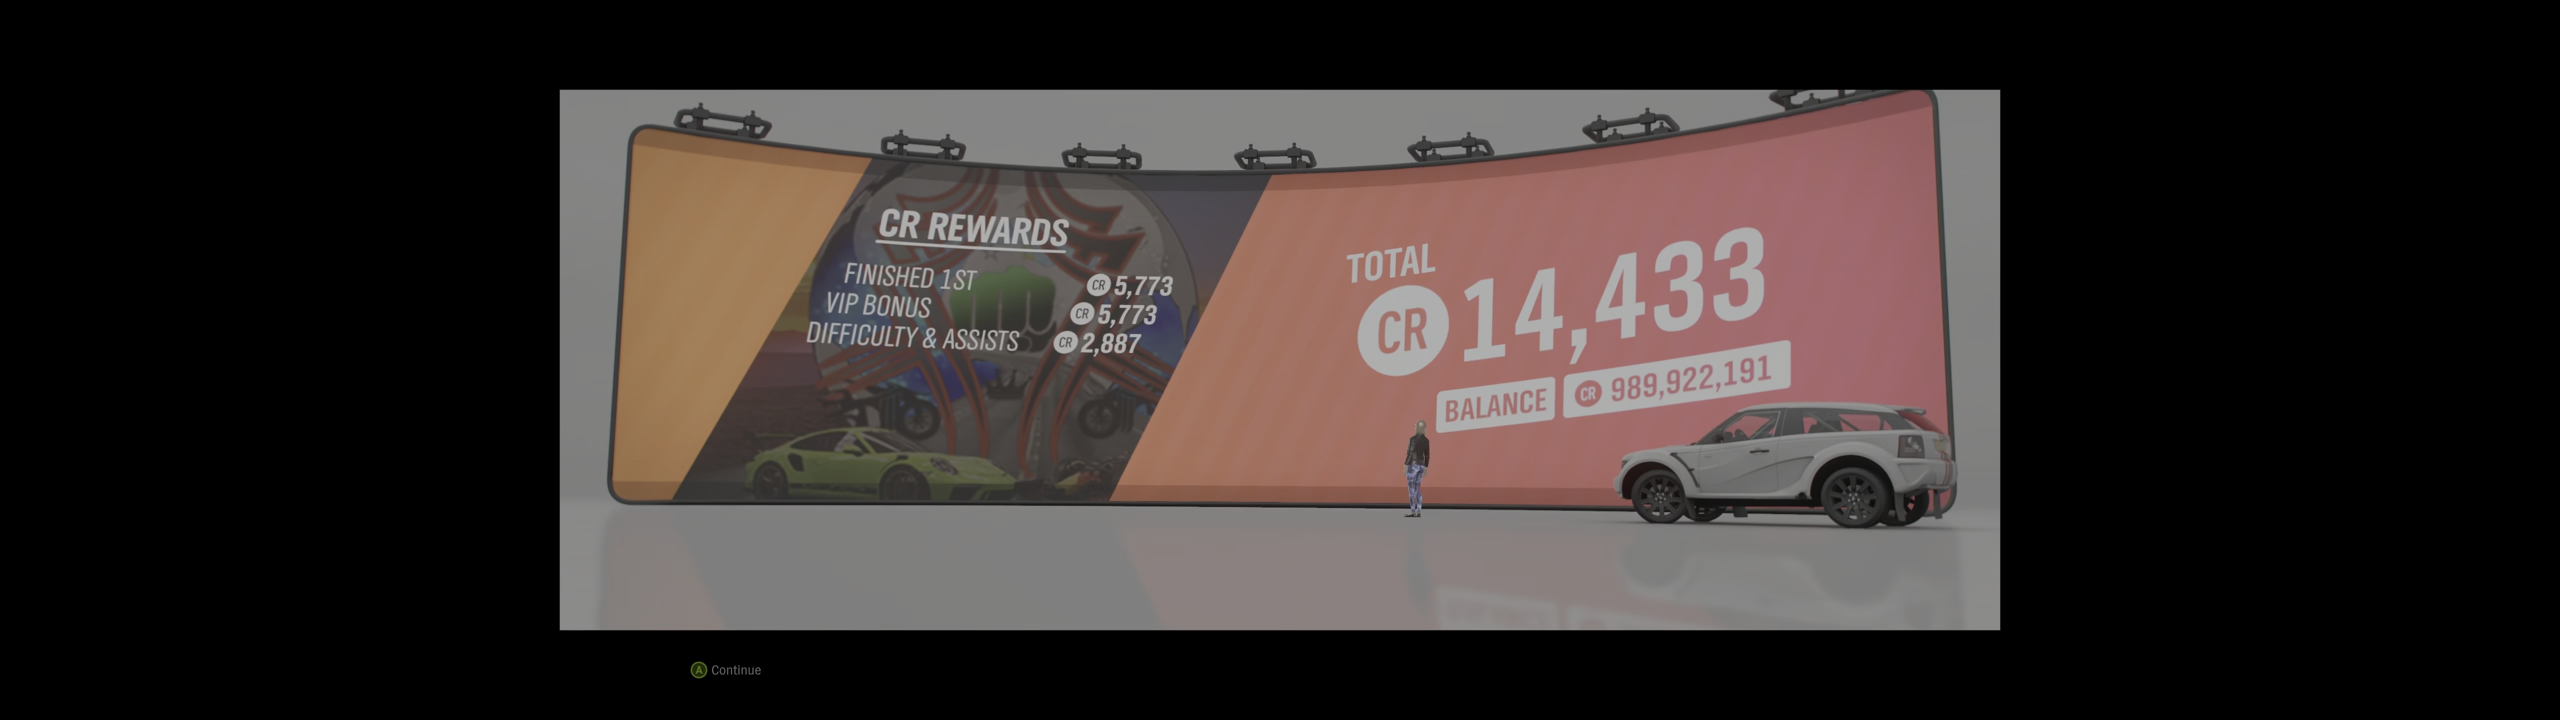 CR REWARDS
FINISHED 1ST CR 5,773
VIP BONUS CR 5,773
DIFFICULTY & ASSISTS CR 2,887
TOTAL
CR 14,433
BALANCE CR 989,922,191
A Continue